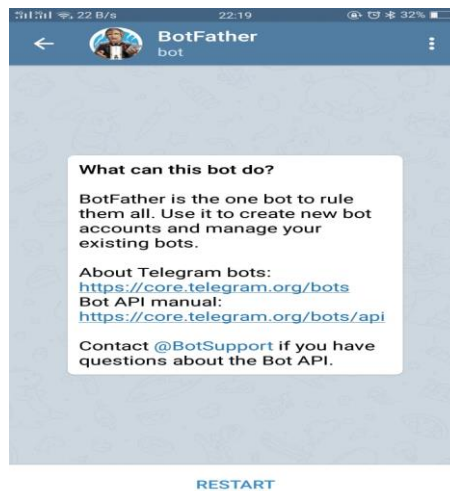 22 B/s 22:19 32%
BotFather
bot
What can this bot do?
BotFather is the one bot to rule
them all. Use it to create new bot
accounts and manage your
existing bots.
About Telegram bots:
https://core.telegram.org/bots
Bot API manual:
https://core.telegram.org/bots/api
Contact @BotSupport if you have
questions about the Bot API.
RESTART